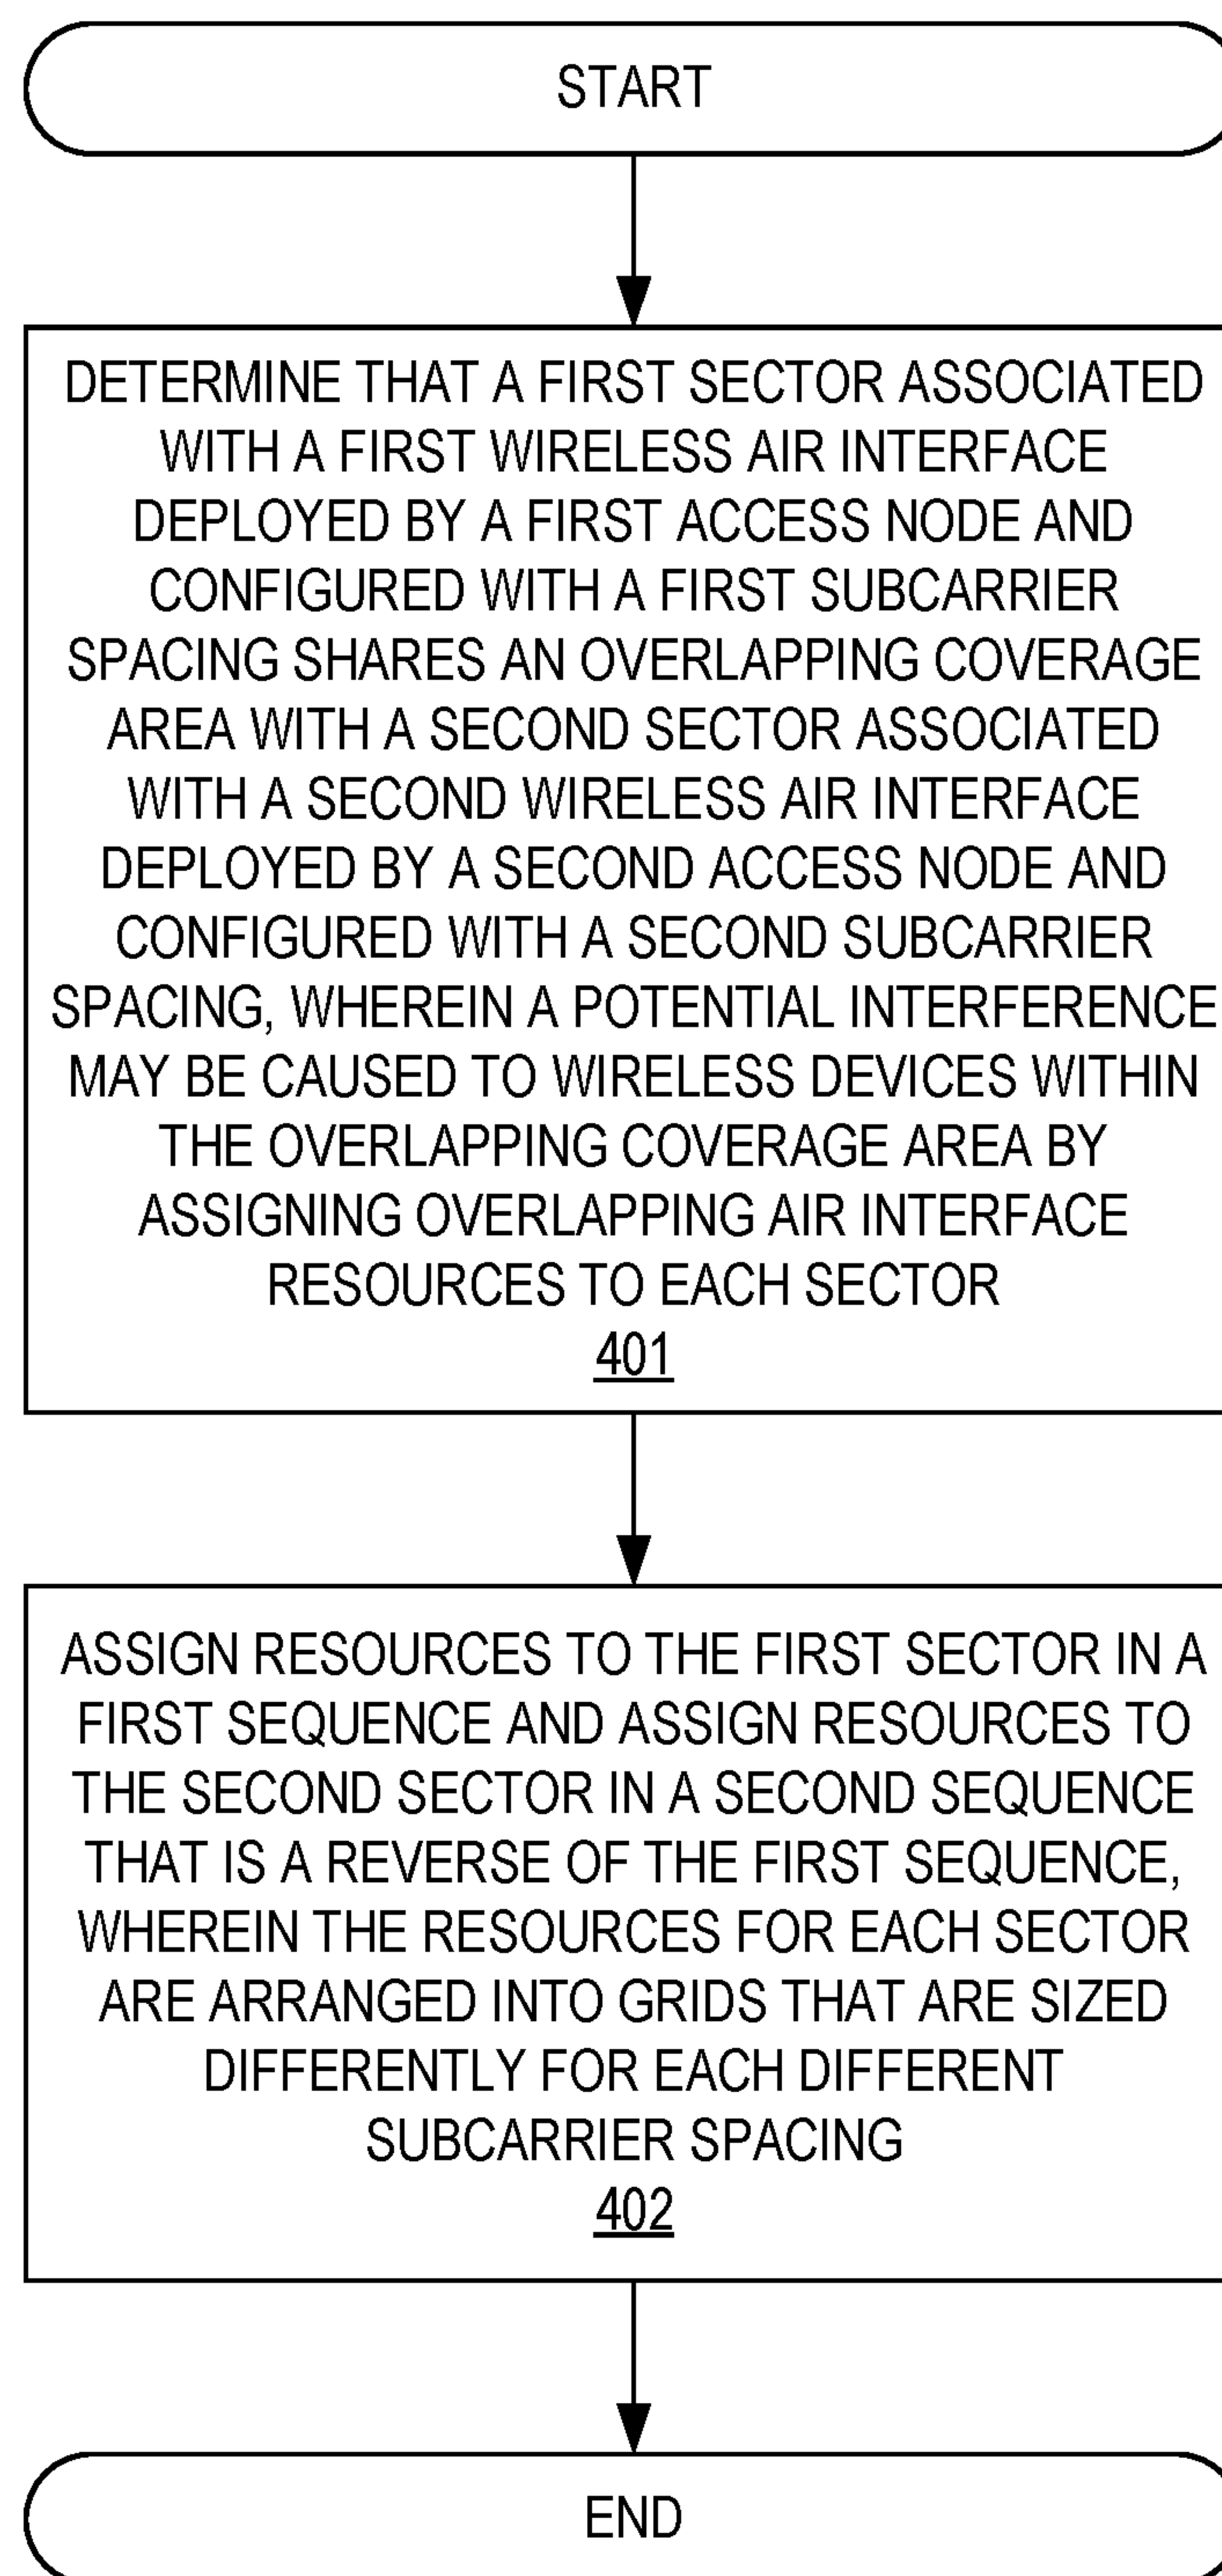 START
DETERMINE THAT A FIRST SECTOR ASSOCIATED
WITH A FIRST WIRELESS AIR INTERFACE
DEPLOYED BY A FIRST ACCESS NODE AND
CONFIGURED WITH A FIRST SUBCARRIER
SPACING SHARES AN OVERLAPPING COVERAGE
AREA WITH A SECOND SECTOR ASSOCIATED
WITH A SECOND WIRELESS AIR INTERFACE
DEPLOYED BY A SECOND ACCESS NODE AND
CONFIGURED WITH A SECOND SUBCARRIER
SPACING, WHEREIN A POTENTIAL INTERFERENCE
MAY BE CAUSED TO WIRELESS DEVICES WITHIN
THE OVERLAPPING COVERAGE AREA BY
ASSIGNING OVERLAPPING AIR INTERFACE
RESOURCES TO EACH SECTOR
401
ASSIGN RESOURCES TO THE FIRST SECTOR IN A
FIRST SEQUENCE AND ASSIGN RESOURCES TO
THE SECOND SECTOR IN A SECOND SEQUENCE
THAT IS A REVERSE OF THE FIRST SEQUENCE,
WHEREIN THE RESOURCES FOR EACH SECTOR
ARE ARRANGED INTO GRIDS THAT ARE SIZED
DIFFERENTLY FOR EACH DIFFERENT
SUBCARRIER SPACING
402
END